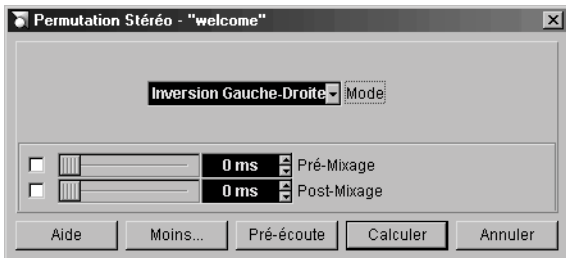 Permutation Stéréo - "welcome"
Inversion Gauche-Droite Mode
0 ms Pré-Mixage
0 ms Post-Mixage
Aide Moins... Pré-écoute Calculer Annuler